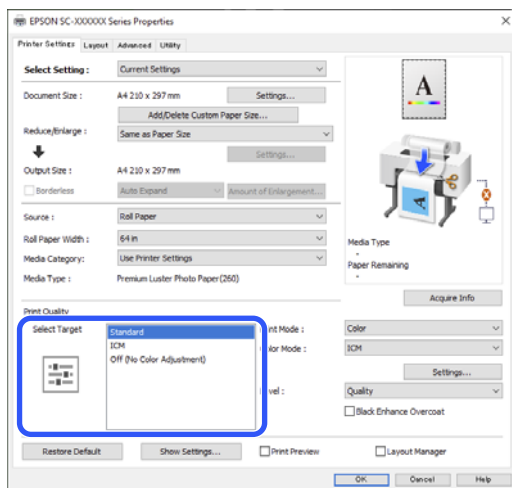 EPSON SC-XXXXXX Series Properties
Printer Settings Layout Advanced Utility
Select Setting : Current Settings
Document Size : A4 210 x 297 mm Settings...
Add/Delete Custom Paper Size...
Reduce/Enlarge : Same as Paper Size
Settings...
Output Size : A4 210 x 297 mm
Borderless Auto Expand Amount of Enlargement...
Source : Roll Paper
Roll Paper Width : 64 in
Media Category: Use Printer Settings
Media Type : Premium Luster Photo Paper(260)
A
Media Type
-
Paper Remaining
-
Acquire Info
Print Quality
Select Target
Standard
ICM
Off (No Color Adjustment)
int Mode : Color
lor Mode : ICM
Settings...
vel : Quality
Black Enhance Overcoat
Restore Default Show Settings... Print Preview Layout Manager
OK Cancel Help